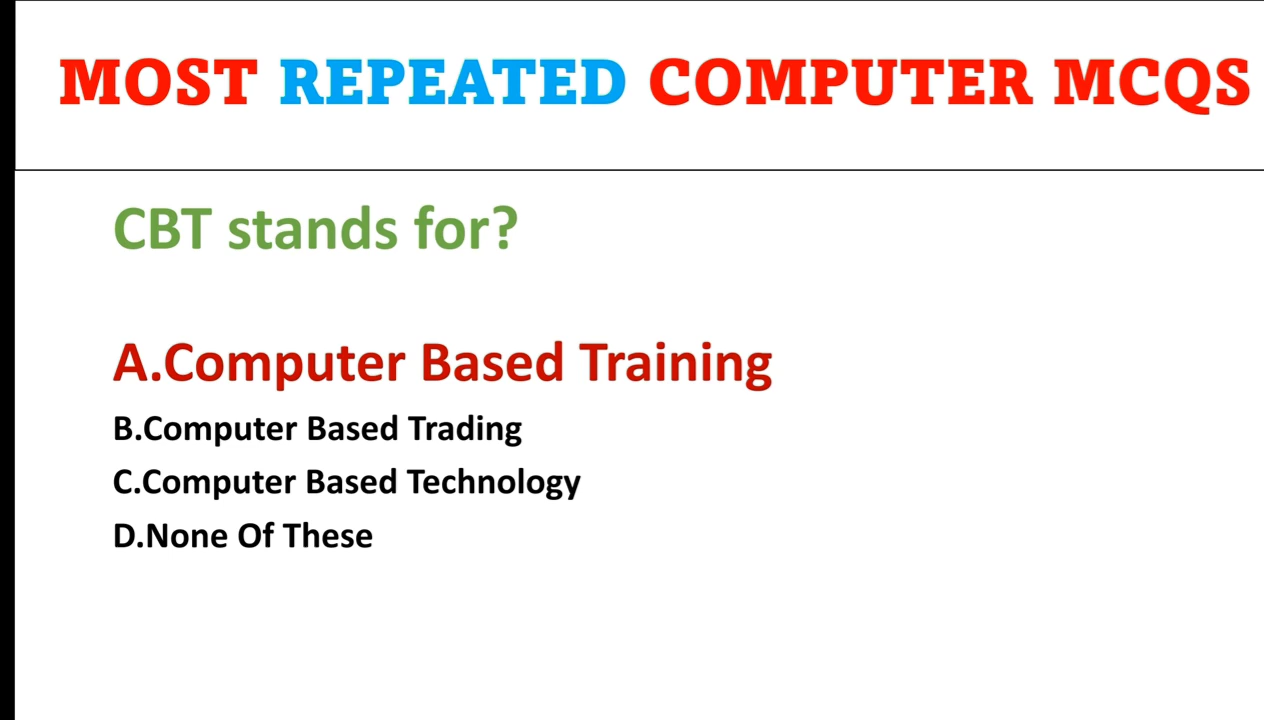 MOST REPEATED COMPUTER MCQS
CBT stands for?
A.Computer Based Training
B.Computer Based Trading
C.Computer Based Technology
D.None Of These